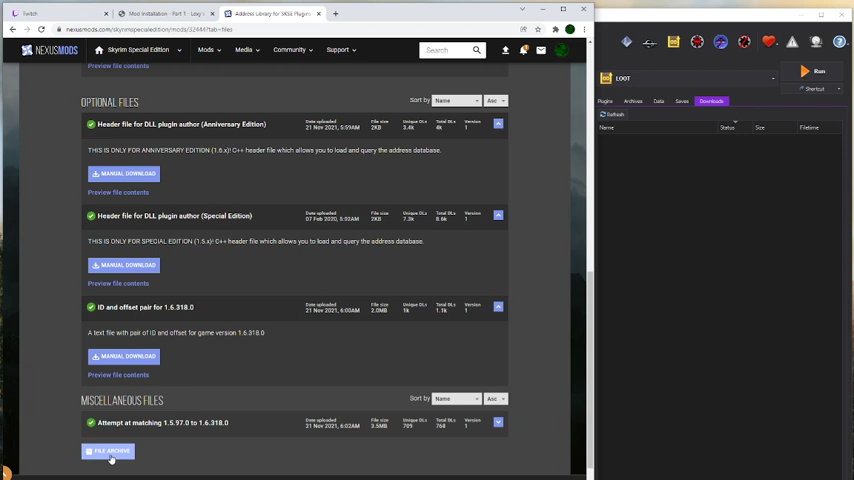 Twitch
Mod Installation - Part 1 - Lexy's
Address Library for SKSE Plugins
nexusmods.com/skyrimspecialedition/mods/32444?tab=files
NEXUSMODS
Skyrim Special Edition
Mods
Media
Community
Support
Search
Preview file contents
OPTIONAL FILES
Sort by
Name
Asc
Header file for DLL plugin author (Anniversary Edition)
Date uploaded
21 Nov 2021, 5:59AM
File size
2KB
Unique DLs
3.4k
Total DLs
4k
Version
1
THIS IS ONLY FOR ANNIVERSARY EDITION (1.6.x)! C++ header file which allows you to load and query the address database.
MANUAL DOWNLOAD
Preview file contents
Header file for DLL plugin author (Special Edition)
Date uploaded
07 Feb 2020, 8:02AM
File size
2KB
Unique DLs
7.3k
Total DLs
8.6k
Version
1
THIS IS ONLY FOR SPECIAL EDITION (1.5.x)! C++ header file which allows you to load and query the address database.
MANUAL DOWNLOAD
Preview file contents
ID and offset pair for 1.6.318.0
Date uploaded
21 Nov 2021, 6:00AM
File size
2.0MB
Unique DLs
1k
Total DLs
1.1k
Version
1
A text file with pair of ID and offset for game version 1.6.318.0
MANUAL DOWNLOAD
Preview file contents
MISCELLANEOUS FILES
Sort by
Name
Asc
Attempt at matching 1.5.97.0 to 1.6.318.0
Date uploaded
21 Nov 2021, 6:02AM
File size
3.5MB
Unique DLs
709
Total DLs
768
Version
1
FILE ARCHIVE
LOOT
Run
Shortcut
Plugins
Archives
Data
Saves
Downloads
Refresh
Name
Status
Size
Filetime